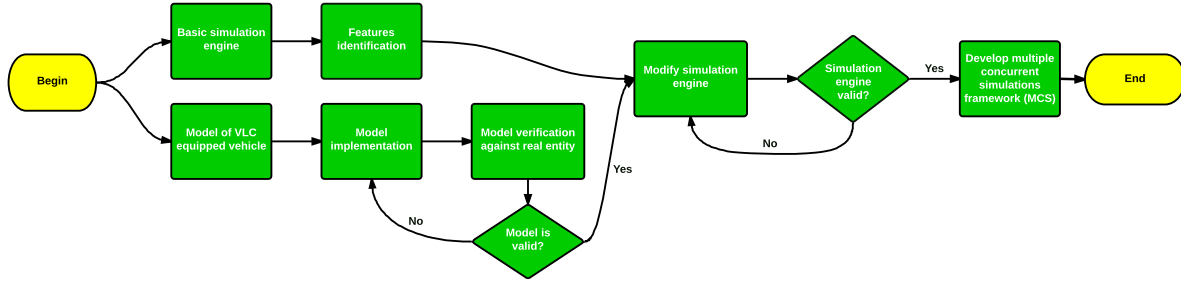 Begin
Basic simulation
engine
Features
identification
Model of VLC
equipped vehicle
Model
implementation
Model verification
against real entity
Model is
valid?
No
Yes
Modify simulation
engine
Simulation
engine
valid?
No
Yes
Develop multiple
concurrent
simulations
framework (MCS)
End